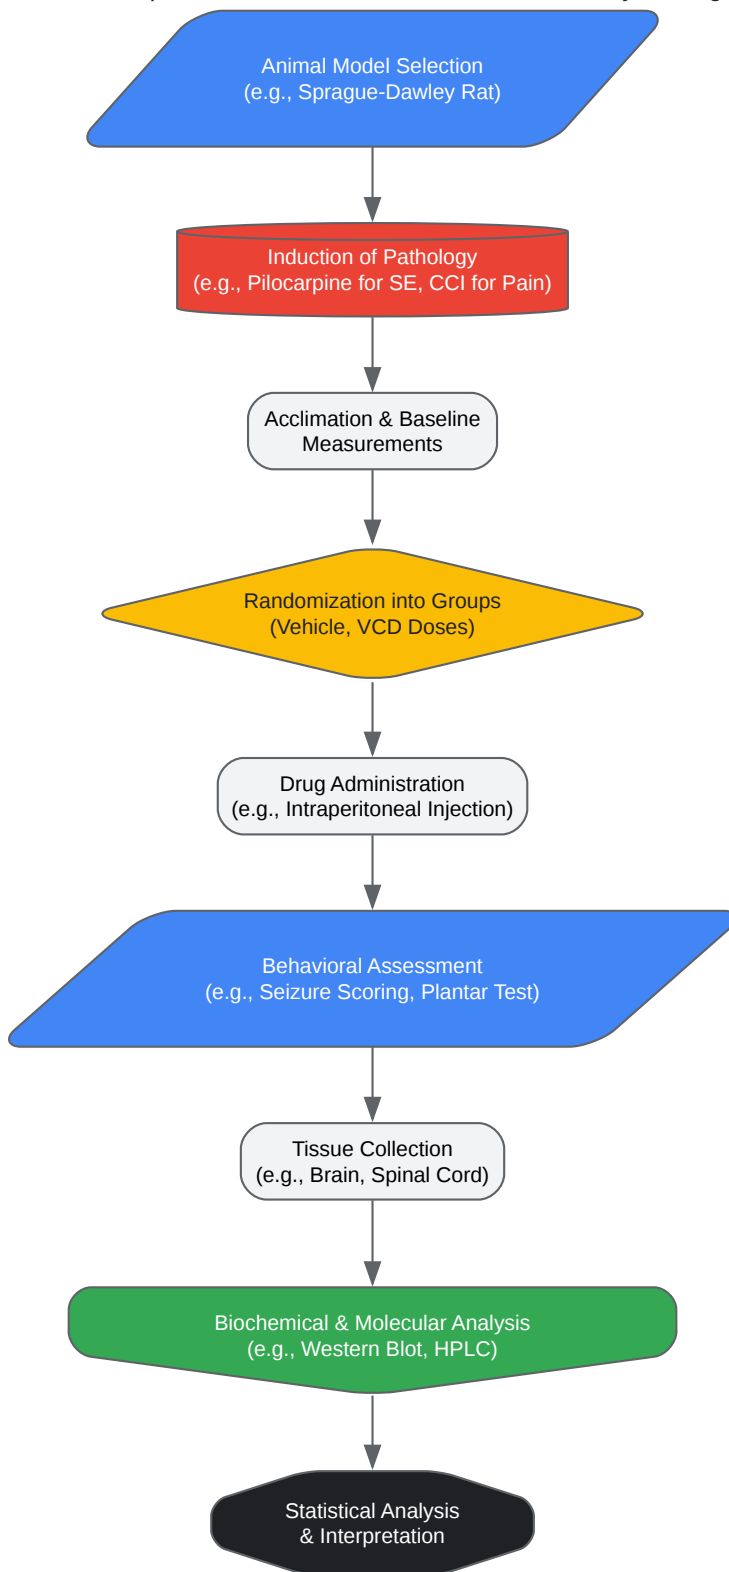 Animal Model Selection
(e.g., Sprague-Dawley Rat)
Induction of Pathology
(e.g., Pilocarpine for SE, CCI for Pain)
Acclimation & Baseline
Measurements
Randomization into Groups
(Vehicle, VCD Doses)
Drug Administration
(e.g., Intraperitoneal Injection)
Behavioral Assessment
(e.g., Seizure Scoring, Plantar Test)
Tissue Collection
(e.g., Brain, Spinal Cord)
Biochemical & Molecular Analysis
(e.g., Western Blot, HPLC)
Statistical Analysis
& Interpretation